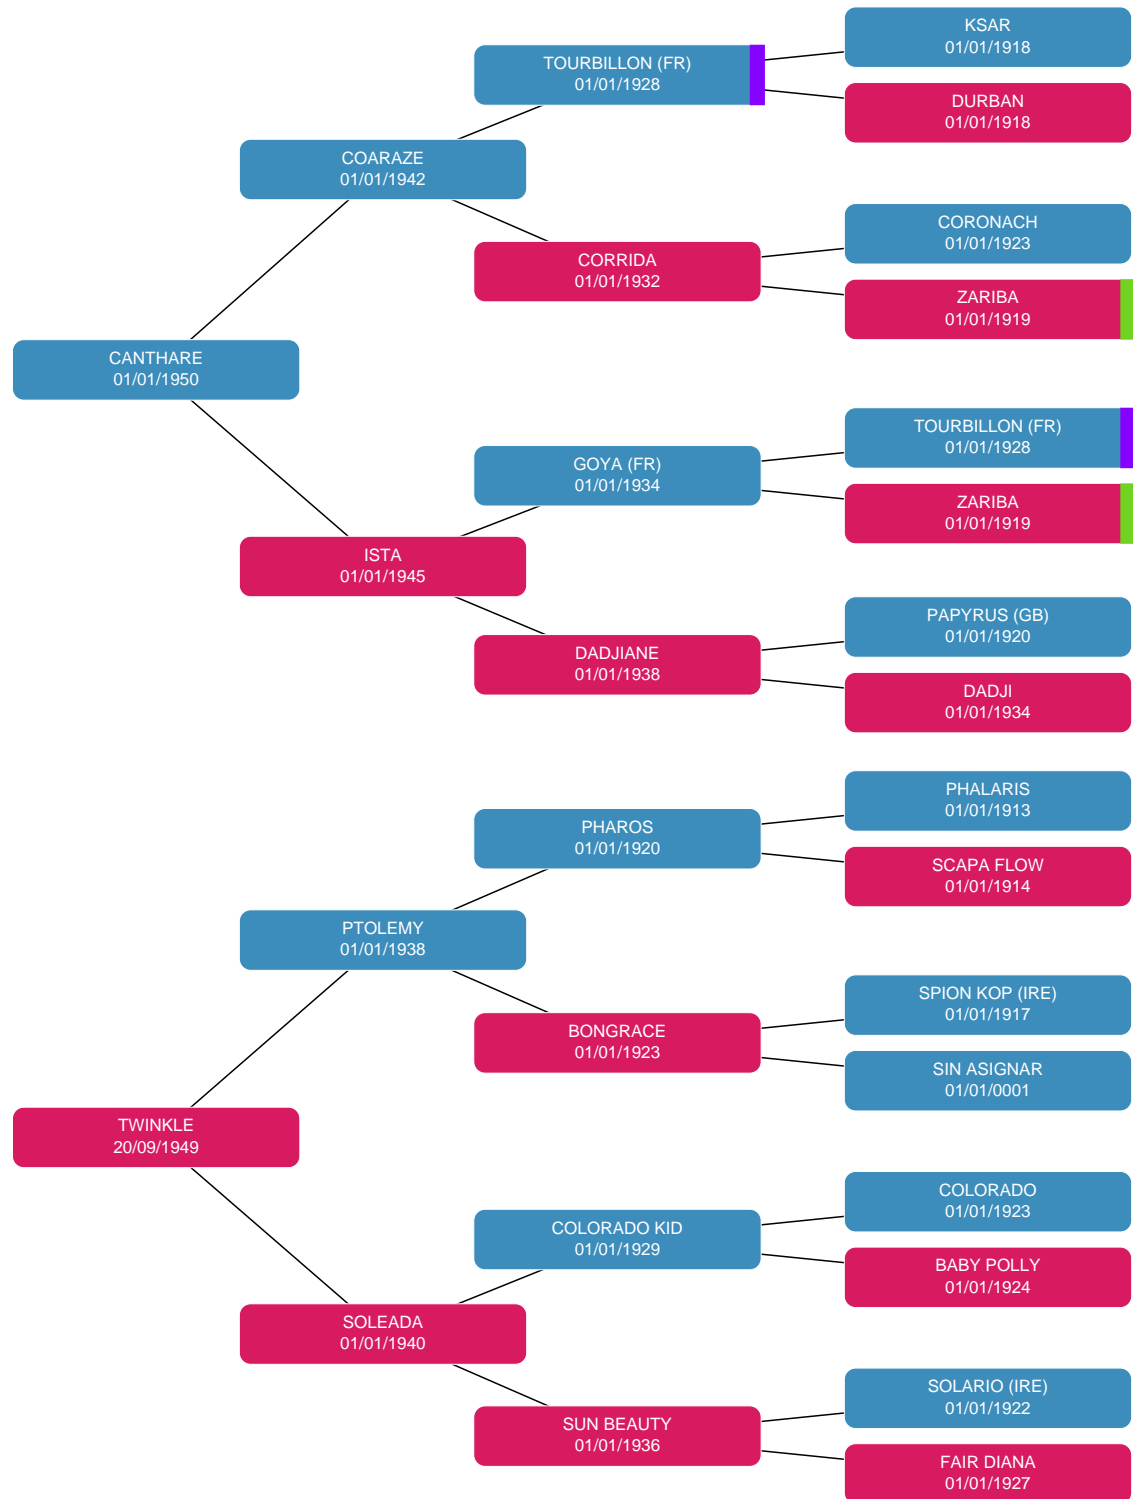 KSAR
01/01/1918
TOURBILLON (FR)
01/01/1928
DURBAN
01/01/1918
COARAZE
01/01/1942
CORONACH
01/01/1923
CORRIDA
01/01/1932
ZARIBA
01/01/1919
CANTHARE
01/01/1950
TOURBILLON (FR)
01/01/1928
GOYA (FR)
01/01/1934
ZARIBA
01/01/1919
ISTA
01/01/1945
PAPYRUS (GB)
01/01/1920
DADJIANE
01/01/1938
DADJI
01/01/1934
PHALARIS
01/01/1913
PHAROS
01/01/1920
SCAPA FLOW
01/01/1914
PTOLEMY
01/01/1938
SPION KOP (IRE)
01/01/1917
BONGRACE
01/01/1923
SIN ASIGNAR
01/01/0001
TWINKLE
20/09/1949
COLORADO
01/01/1923
COLORADO KID
01/01/1929
BABY POLLY
01/01/1924
SOLEADA
01/01/1940
SOLARIO (IRE)
01/01/1922
SUN BEAUTY
01/01/1936
FAIR DIANA
01/01/1927